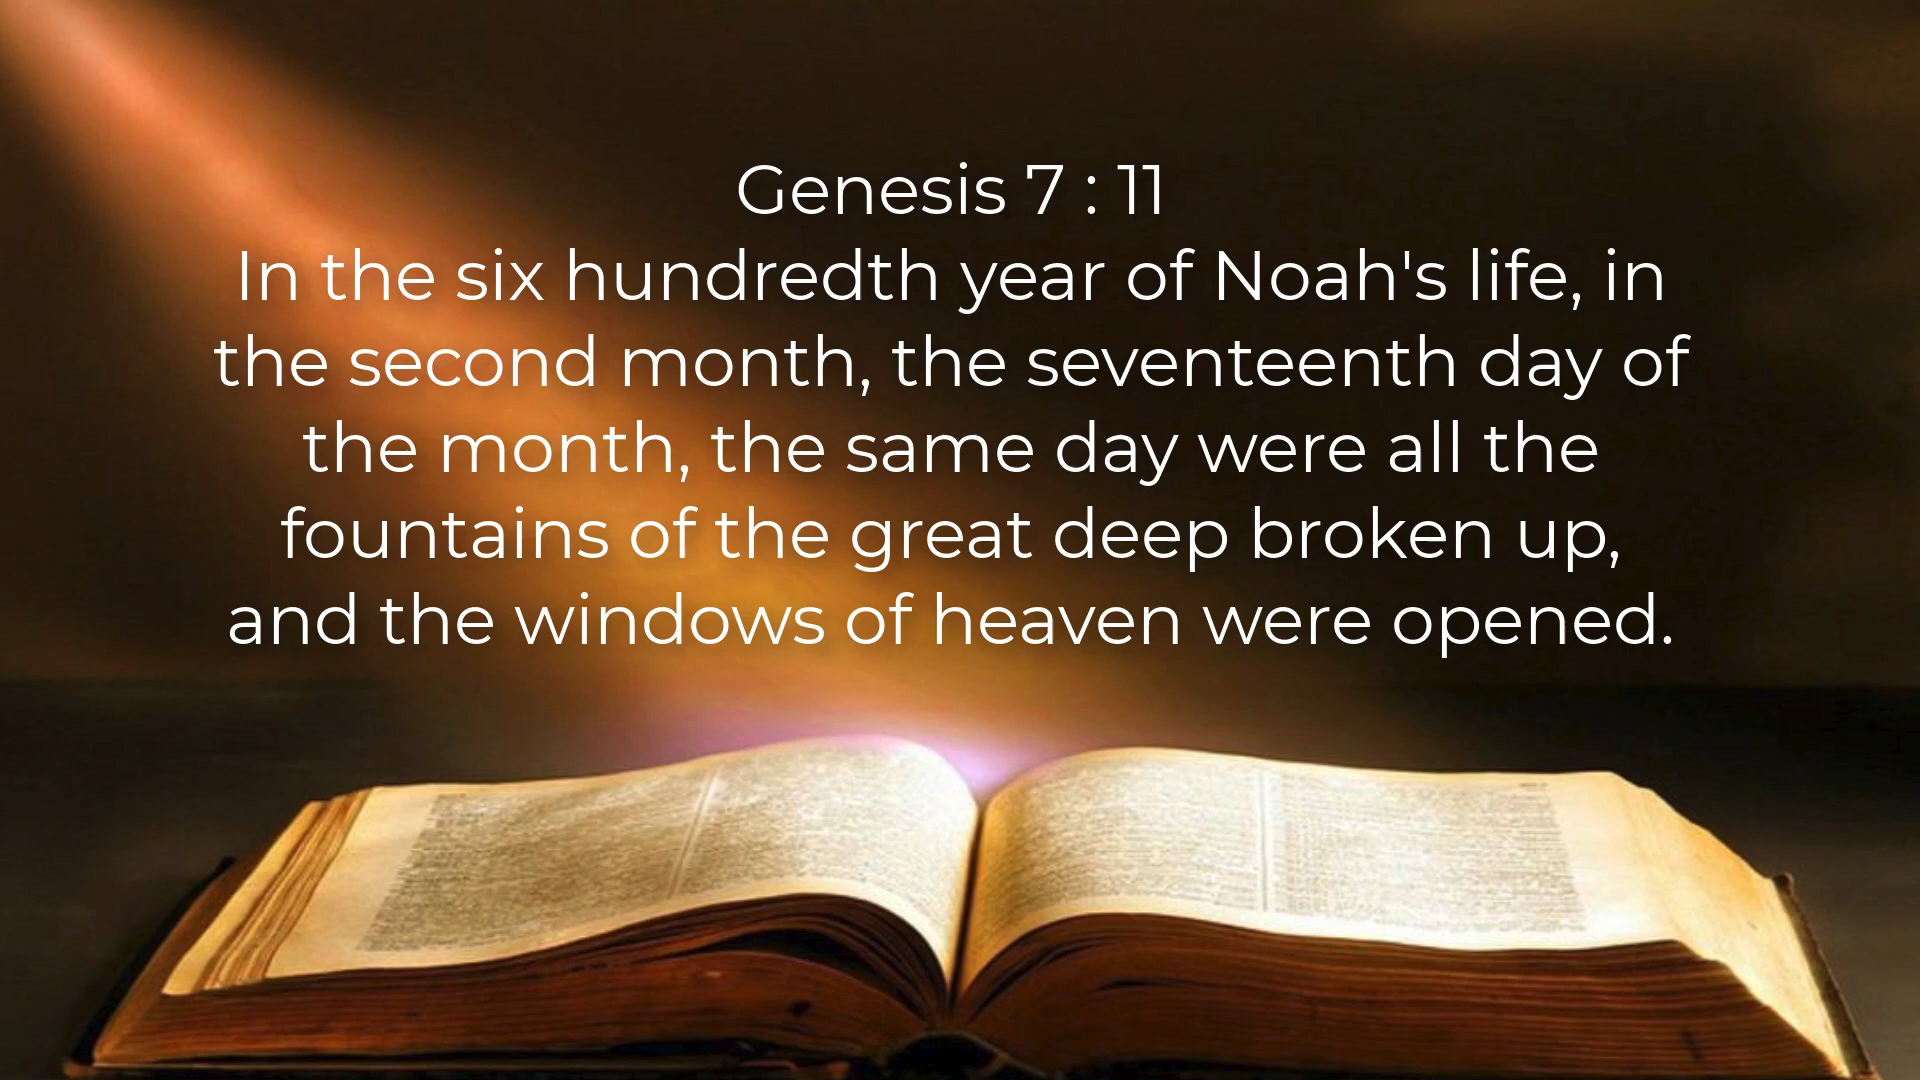 Genesis 7 : 11
In the six hundredth year of Noah's life, in
the second month, the seventeenth day of
the month, the same day were all the
fountains of the great deep broken up,
and the windows of heaven were opened.